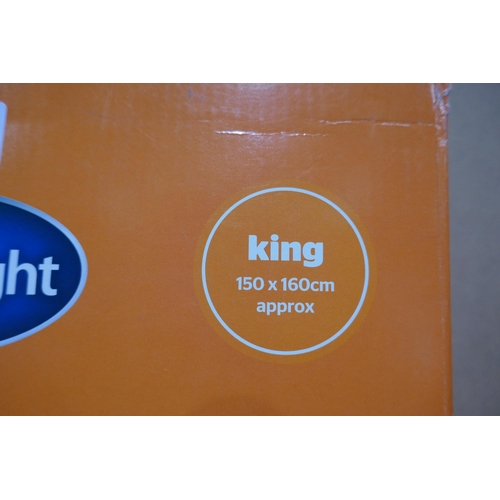 ght
king
150 x 160cm
approx